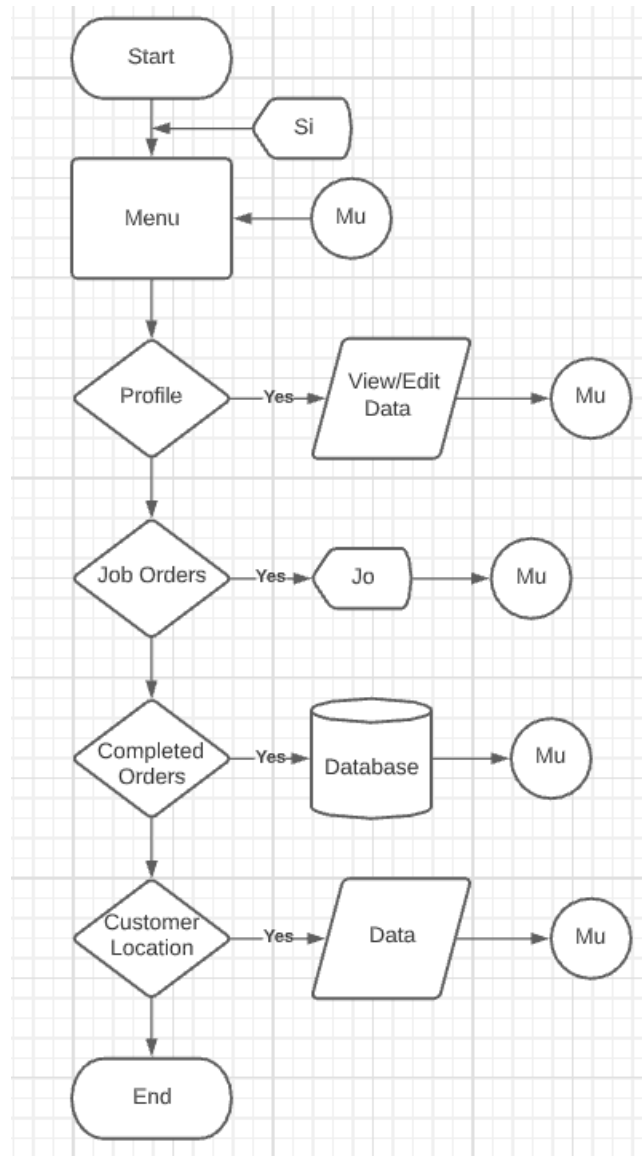 Start
Si
Menu
Mu
Profile
Yes
View/Edit
Data
Mu
Job Orders
Yes
Jo
Mu
Completed
Orders
Yes
Database
Mu
Customer
Location
Yes
Data
Mu
End